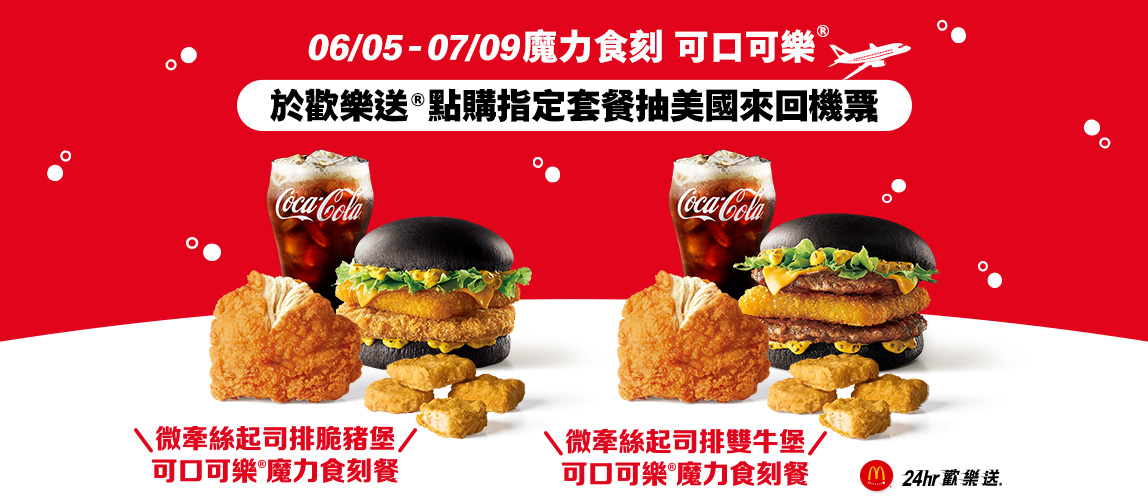 06/05-07/09魔力食刻 可口可樂®
於歡樂送®點購指定套餐抽美國來回機票
Coca-Cola
Coca-Cola
微牽絲起司排脆豬堡
可口可樂®魔力食刻餐
微牽絲起司排雙牛堡
可口可樂®魔力食刻餐
24hr歡樂送